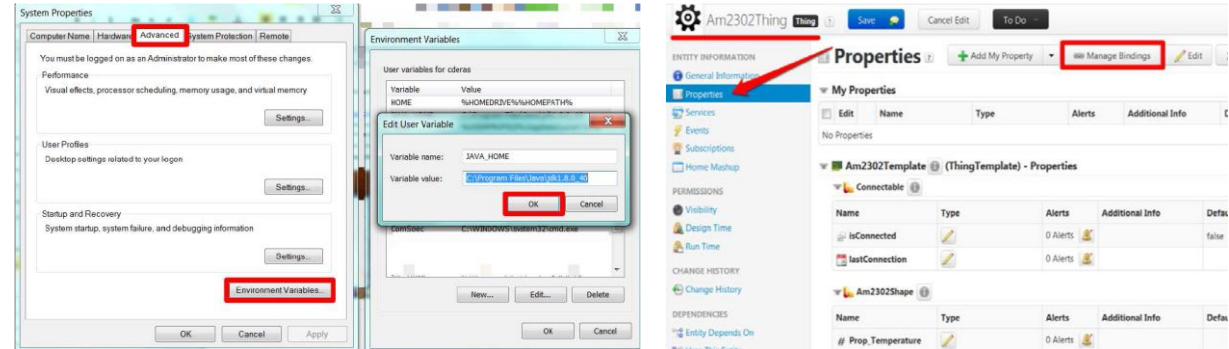 System Properties
Computer Name Hardware Advanced System Protection Remote
You must be logged on as an Administrator to make most of these changes.
Performance
Visual effects, processor scheduling, memory usage, and virtual memory
Settings...
User Profiles
Desktop settings related to your logon
Settings...
Startup and Recovery
System startup, system failure, and debugging information
Settings...
Environment Variables...
OK Cancel Apply
Environment Variables
User variables for cderas
Variable Value
HOME %HOMEDRIVE%%HOMEPATH%
Edit User Variable
Variable name: JAVA_HOME
Variable value: C:\Program Files\Java\jdk1.8.0_40
OK Cancel
ComSpec C:\WINDOWS\system32\cmd.exe
New... Edit... Delete
OK Cancel
Am2302Thing Thing Save Cancel Edit To Do
ENTITY INFORMATION
General Information
Properties
Services
Events
Subscriptions
Home Mashup
PERMISSIONS
Visibility
Design Time
Run Time
CHANGE HISTORY
Change History
DEPENDENCIES
Entity Depends On
Properties Add My Property Manage Bindings Edit
My Properties
Edit Name Type Alerts Additional Info
No Properties
Am2302Template (ThingTemplate) - Properties
Connectable
Name Type Alerts Additional Info Defau
isConnected 0 Alerts false
lastConnection 0 Alerts
Am2302Shape
Name Type Alerts Additional Info Defau
# Prop_Temperature 0 Alerts